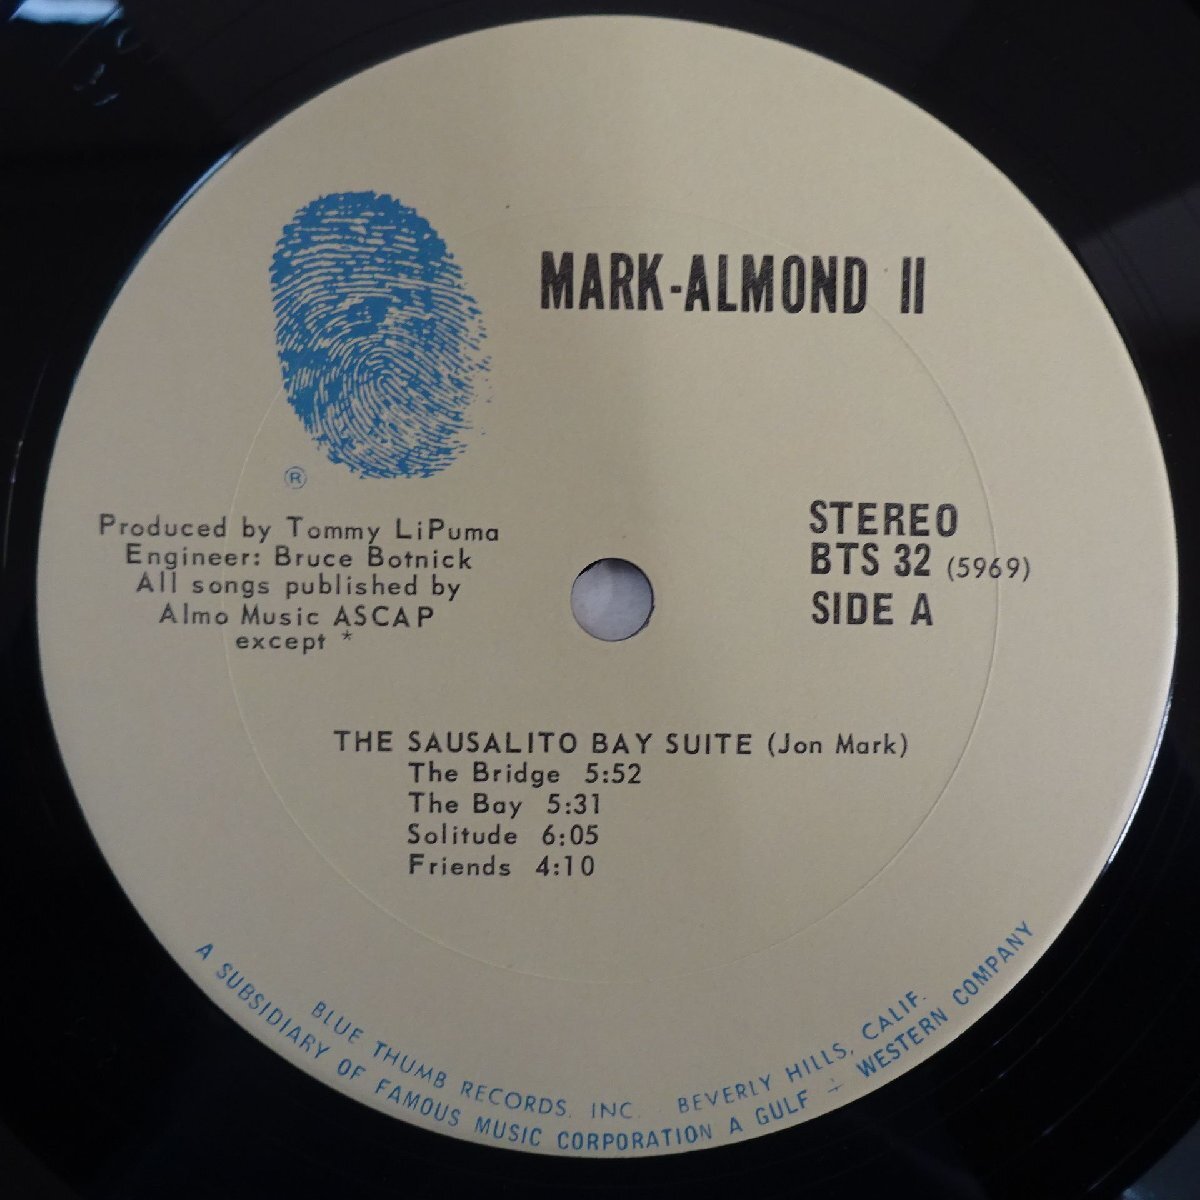 MARK-ALMOND II
®
Produced by Tommy LiPuma
Engineer: Bruce Botnick
All songs published by
Almo Music ASCAP
except *
STEREO
BTS 32 (5969)
SIDE A
THE SAUSALITO BAY SUITE (Jon Mark)
The Bridge 5:52
The Bay 5:31
Solitude 6:05
Friends 4:10
BLUE THUMB RECORDS, INC. . BEVERLY HILLS, CALIF.
A SUBSIDIARY OF FAMOUS MUSIC CORPORATION A GULF + WESTERN COMPANY